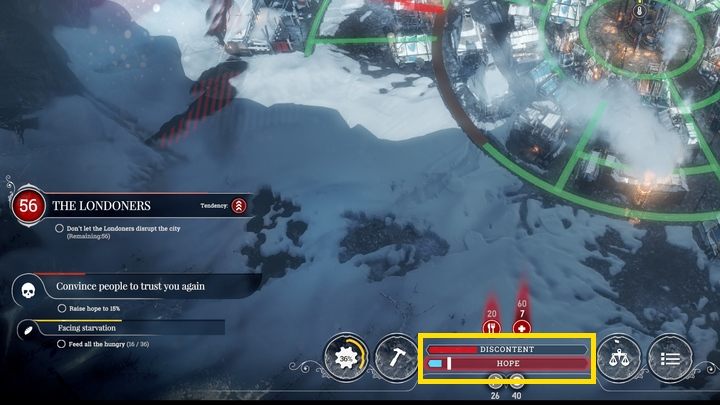 56 THE LONDONERS Tendency:
Don't let the Londoners disrupt the city
(Remaining:56)
Convince people to trust you again
Raise hope to 15%
Facing starvation
Feed all the hungry (16 / 36)
60
20 7
36%
DISCONTENT
HOPE
26 40